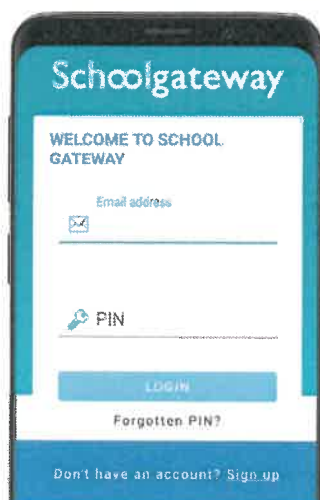 Schoolgateway
WELCOME TO SCHOOL
GATEWAY
Email address
PIN
LOGIN
Forgotten PIN?
Don't have an account? Sign up